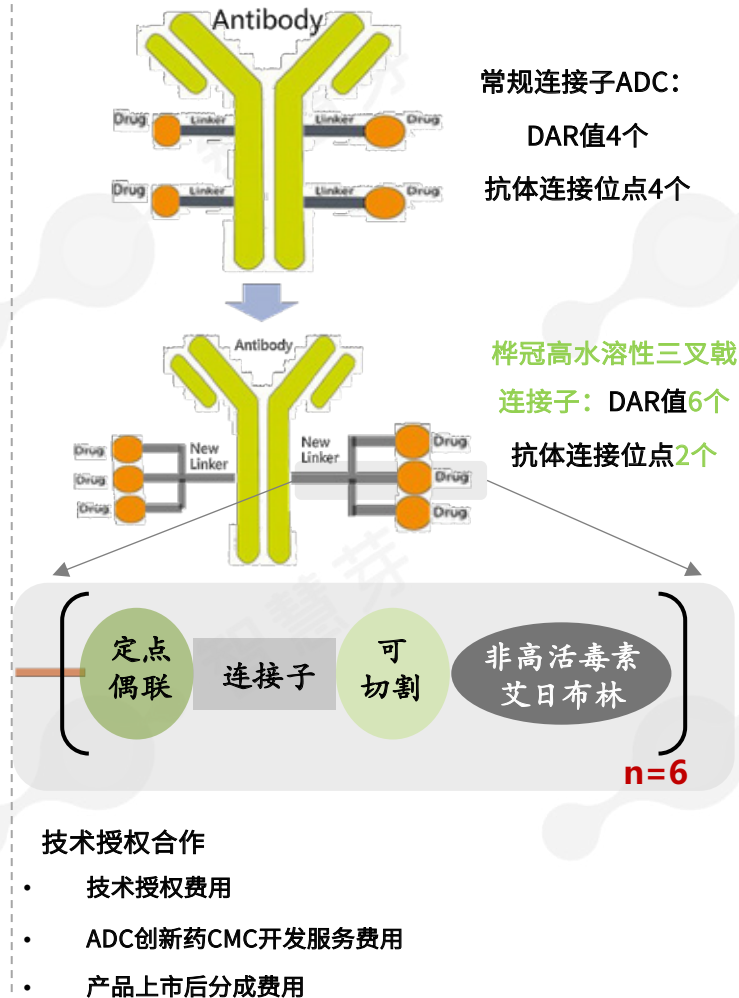 Antibody
常规连接子ADC：
Drug Linker Linker Drug
DAR值4个
Drug Linker Linker Drug
抗体连接位点4个
Antibody
桦冠高水溶性三叉戟
连接子：DAR值6个
抗体连接位点2个
Drug
New
Linker
New
Linker
Drug
Drug
Drug
Drug
Drug
定点
偶联
连接子
可
切割
非高活毒素
艾日布林
n=6
智慧芽
技术授权合作
• 技术授权费用
• ADC创新药CMC开发服务费用
• 产品上市后分成费用